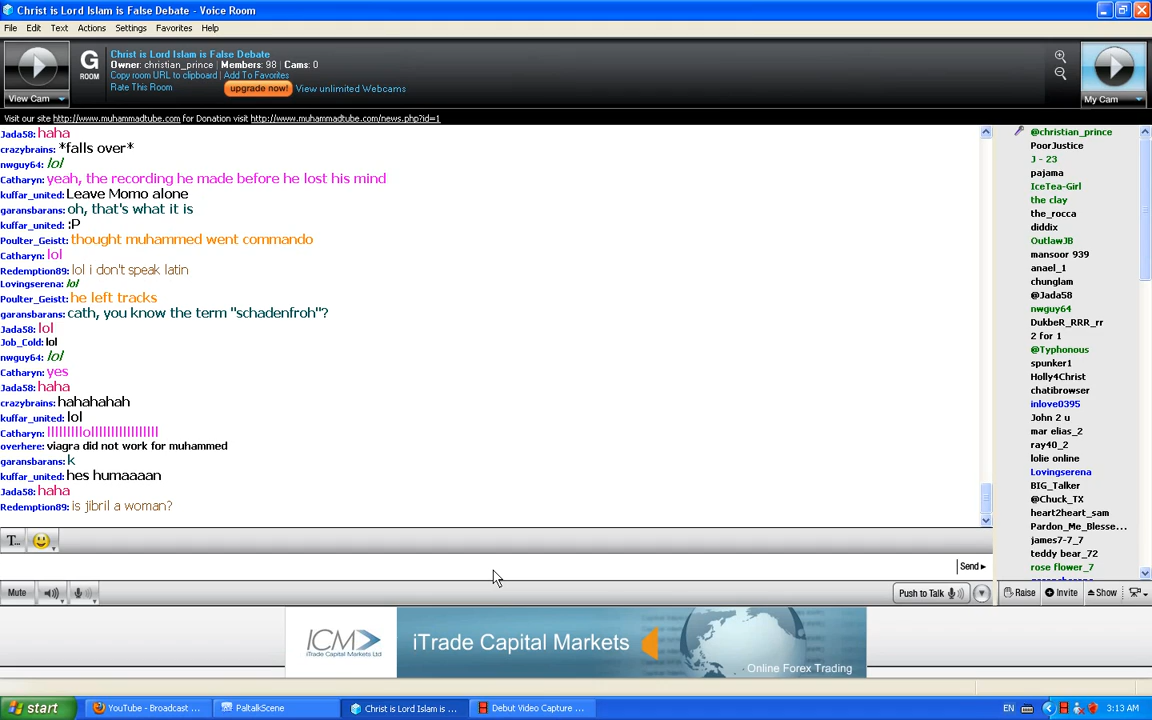 Christ is Lord Islam is False Debate - Voice Room
File Edit Text Actions Settings Favorites Help
G
ROOM
Christ is Lord Islam is False Debate
Owner: christian_prince | Members: 98 | Cams: 0
Copy room URL to clipboard | Add To Favorites
Rate This Room
upgrade now! View unlimited Webcams
View Cam
My Cam
Visit our site http://www.muhammadtube.com for Donation visit http://www.muhammadtube.com/news.php?id=1
Jada58: haha
crazybrains: *falls over*
nwguy64: lol
Catharyn: yeah, the recording he made before he lost his mind
kuffar_united: Leave Momo alone
garansbarans: oh, that's what it is
kuffar_united: :P
Poulter_Geistt: thought muhammed went commando
Catharyn: lol
Redemption89: lol i don't speak latin
Lovingserena: lol
Poulter_Geistt: he left tracks
garansbarans: cath, you know the term "schadenfroh"?
Jada58: lol
Job_Cold: lol
nwguy64: lol
Catharyn: yes
Jada58: haha
crazybrains: hahahahah
kuffar_united: lol
Catharyn: lllllllllolllllllllllllllll
overhere: viagra did not work for muhammed
garansbarans: k
kuffar_united: hes humaaaan
Jada58: haha
Redemption89: is jibril a woman?
@christian_prince
PoorJustice
J - 23
pajama
IceTea-Girl
the clay
the_rocca
diddix
OutlawJB
mansoor 939
anael_1
chunglam
@Jada58
nwguy64
DukbeR_RRR_rr
2 for 1
@Typhonous
spunker1
Holly4Christ
chatibrowser
inlove0395
John 2 u
mar elias_2
ray40_2
lolie online
Lovingserena
BIG_Talker
@Chuck_TX
heart2heart_sam
Pardon_Me_Blesse...
james7-7_7
teddy bear_72
rose flower_7
T...
Send
Mute
Push to Talk
Raise Invite Show
ICM
iTrade Capital Markets Ltd
iTrade Capital Markets
Online Forex Trading
start
YouTube - Broadcast ...
PaltalkScene
Christ is Lord Islam is ...
Debut Video Capture ...
EN
3:13 AM